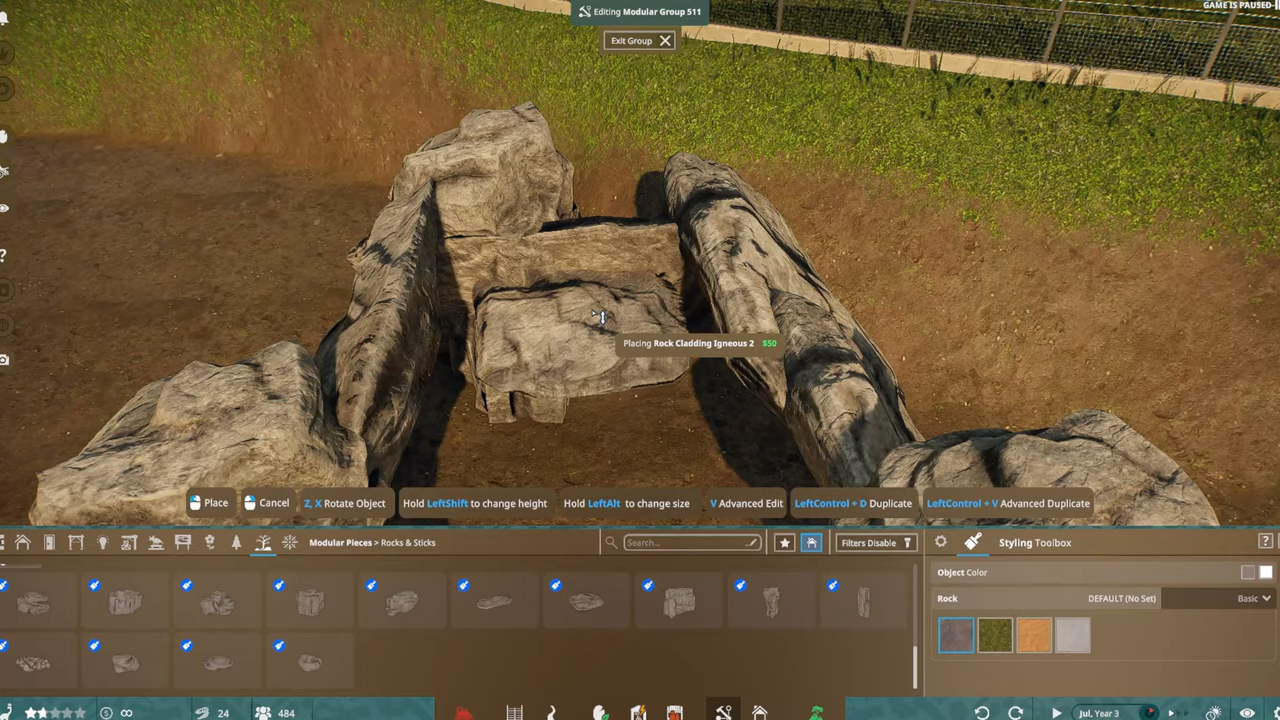 Editing Modular Group 511
GAME IS PAUSED
Exit Group
Placing Rock Cladding Igneous 2 $50
Place
Cancel
Z, X Rotate Object
Hold LeftShift to change height
Hold LeftAlt to change size
V Advanced Edit
LeftControl + D Duplicate
LeftControl + V Advanced Duplicate
Modular Pieces > Rocks & Sticks
Search...
Filters Disable
Styling Toolbox
?
Object Color
Rock
DEFAULT (No Set)
Basic
24
484
Jul, Year 3